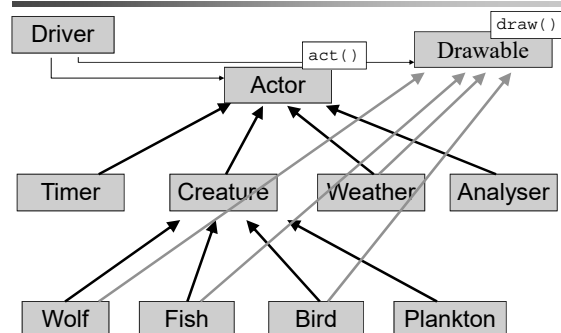 draw()
Driver
act()
Drawable
Actor
Timer
Creature
Weather
Analyser
Wolf
Fish
Bird
Plankton